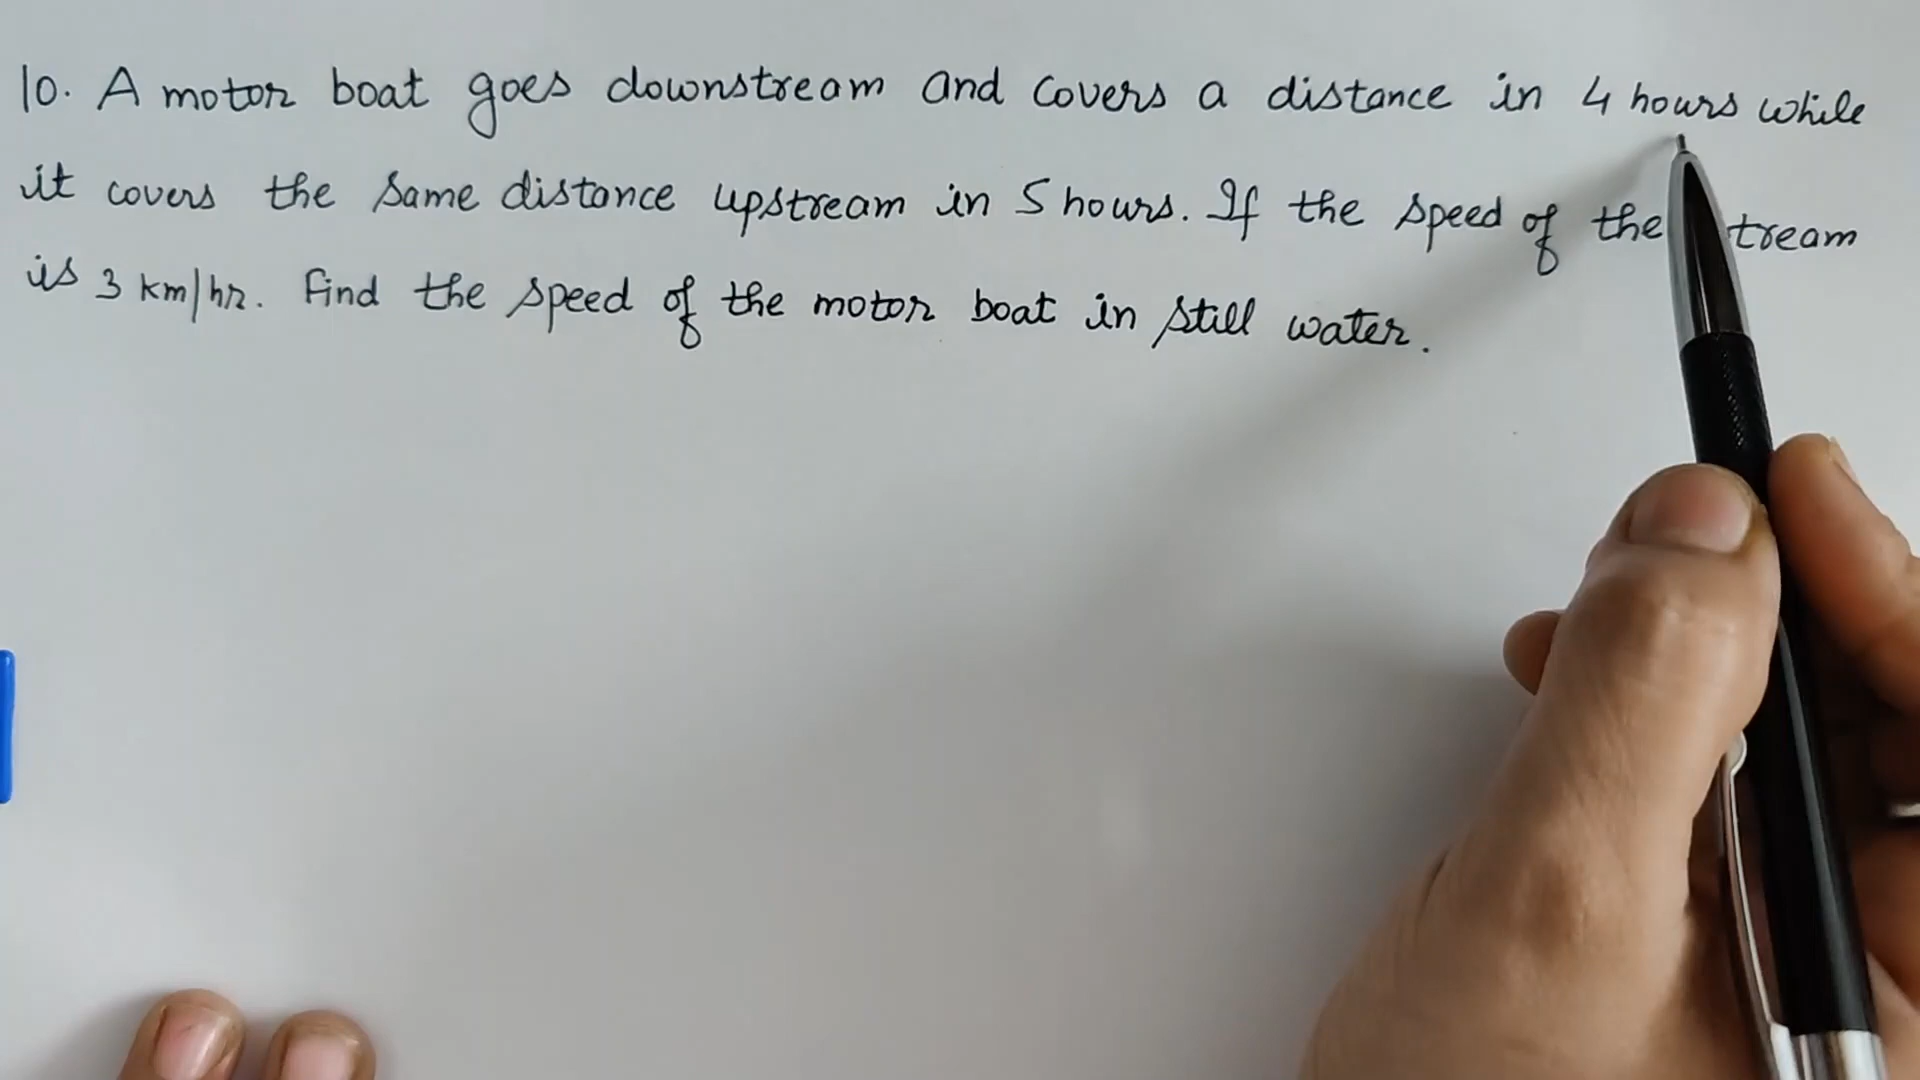 10. A motor boat goes downstream and covers a distance in 4 hours while
it covers the same distance upstream in 5 hours. If the speed of the tream
is 3 km/hr. Find the speed of the motor boat in still water.